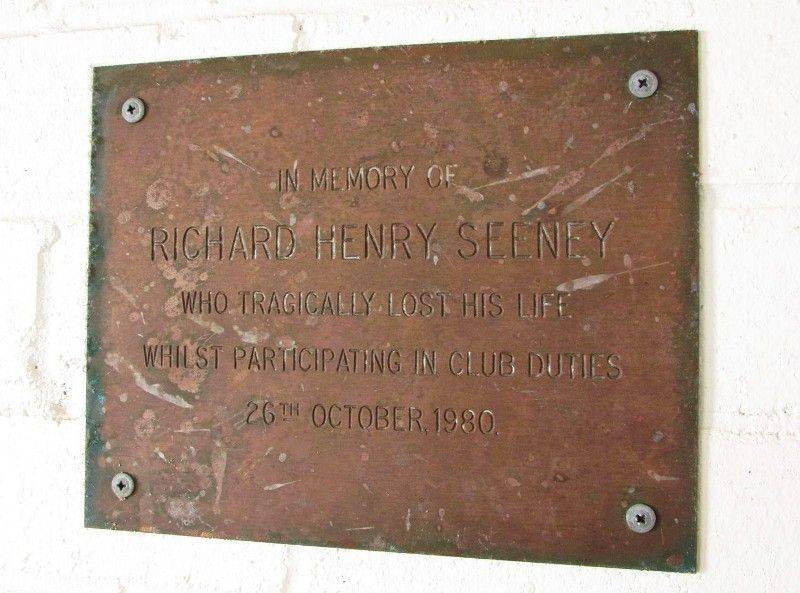 IN MEMORY OF
RICHARD HENRY SEENEY
WHO TRAGICALLY LOST HIS LIFE
WHILST PARTICIPATING IN CLUB DUTIES
26TH OCTOBER, 1980.